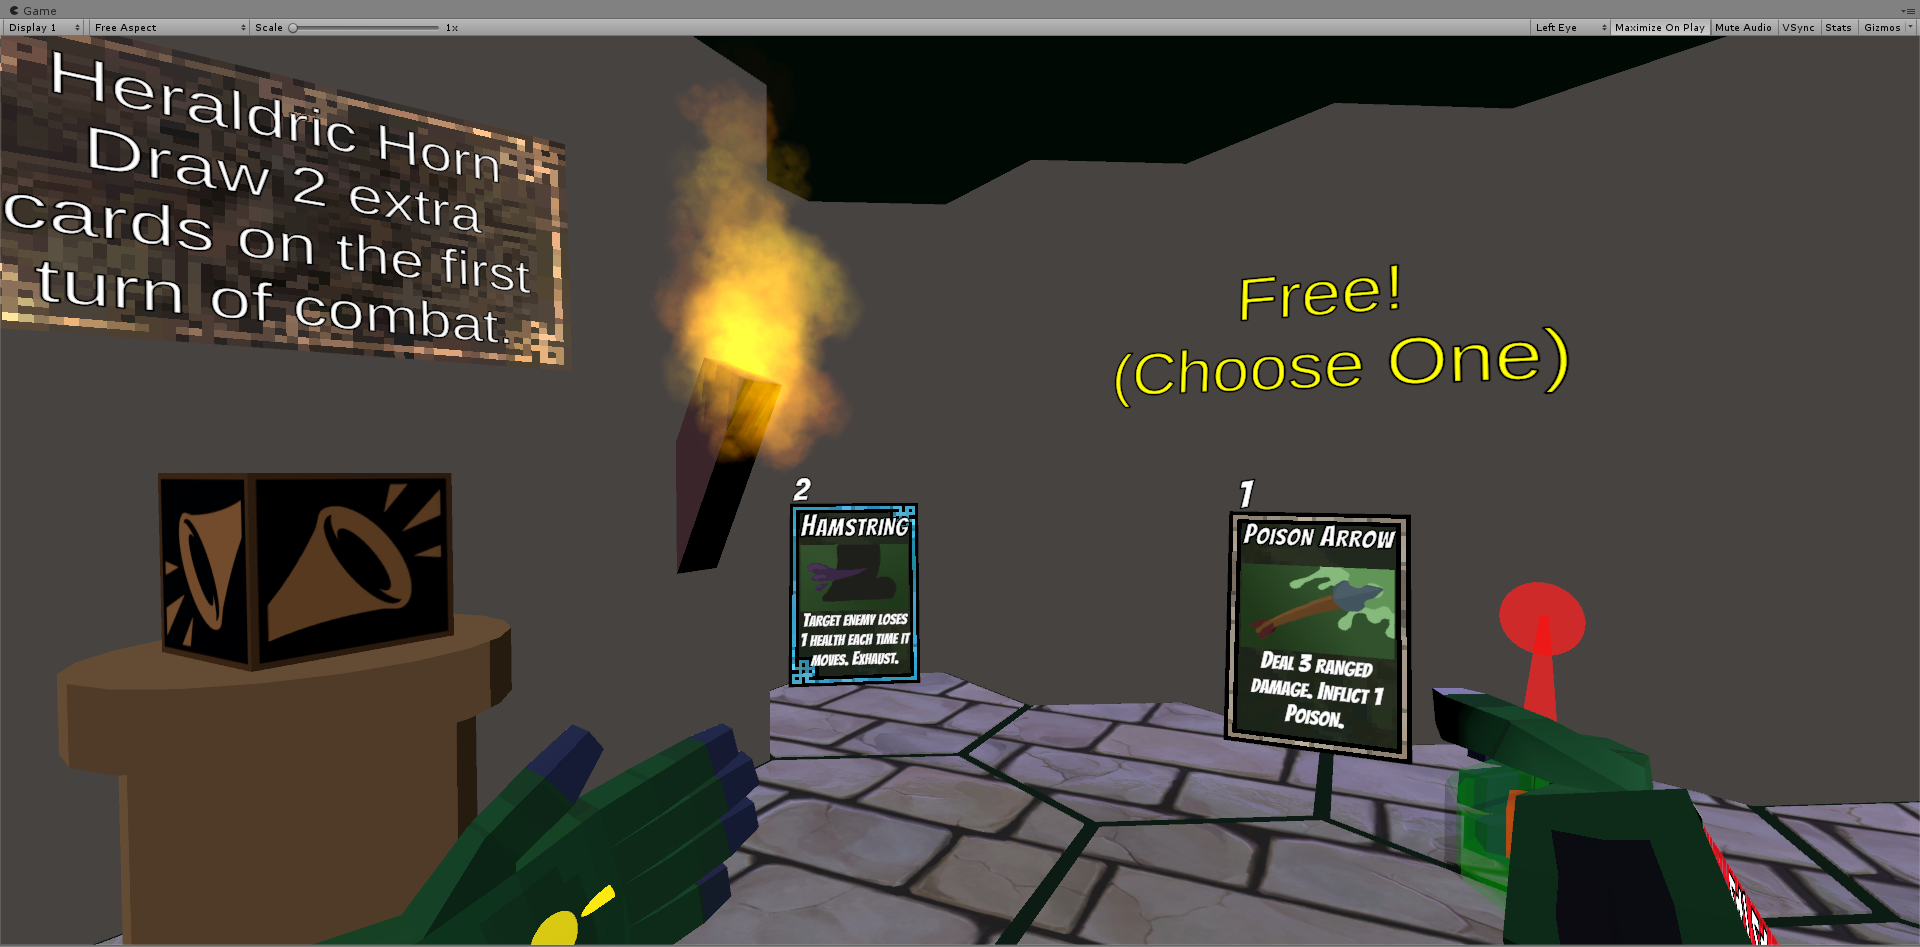 Game
Display 1
Free Aspect
Scale
1x
Left Eye
Maximize On Play
Mute Audio
VSync
Stats
Gizmos
Heraldric Horn
Draw 2 extra
cards on the first
turn of combat.
Free!
(Choose One)
2
HAMSTRING
TARGET ENEMY LOSES
1 HEALTH EACH TIME IT
MOVES. EXHAUST.
1
POISON ARROW
DEAL 3 RANGED
DAMAGE. INFLICT 1
POISON.